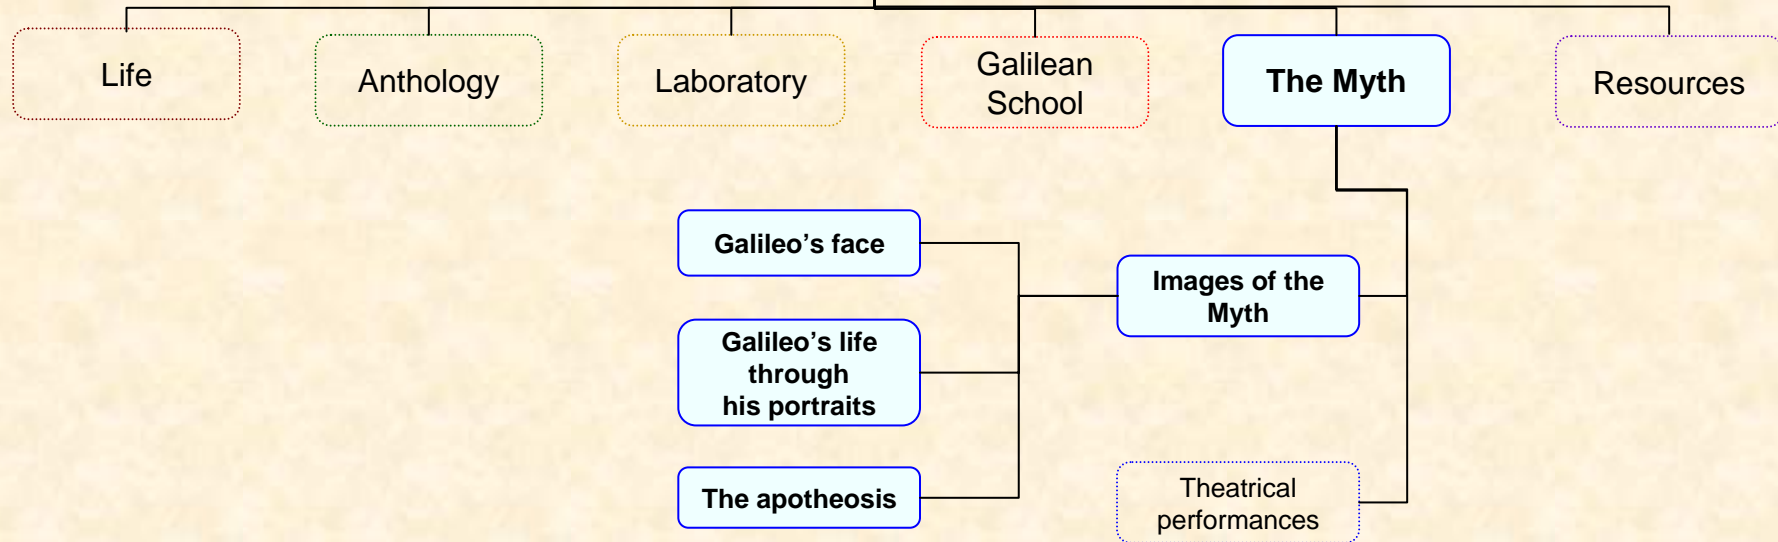 Life
Anthology
Laboratory
Galilean
School
The Myth
Resources
Galileo’s face
Images of the
Myth
Galileo’s life
through
his portraits
The apotheosis
Theatrical
performances